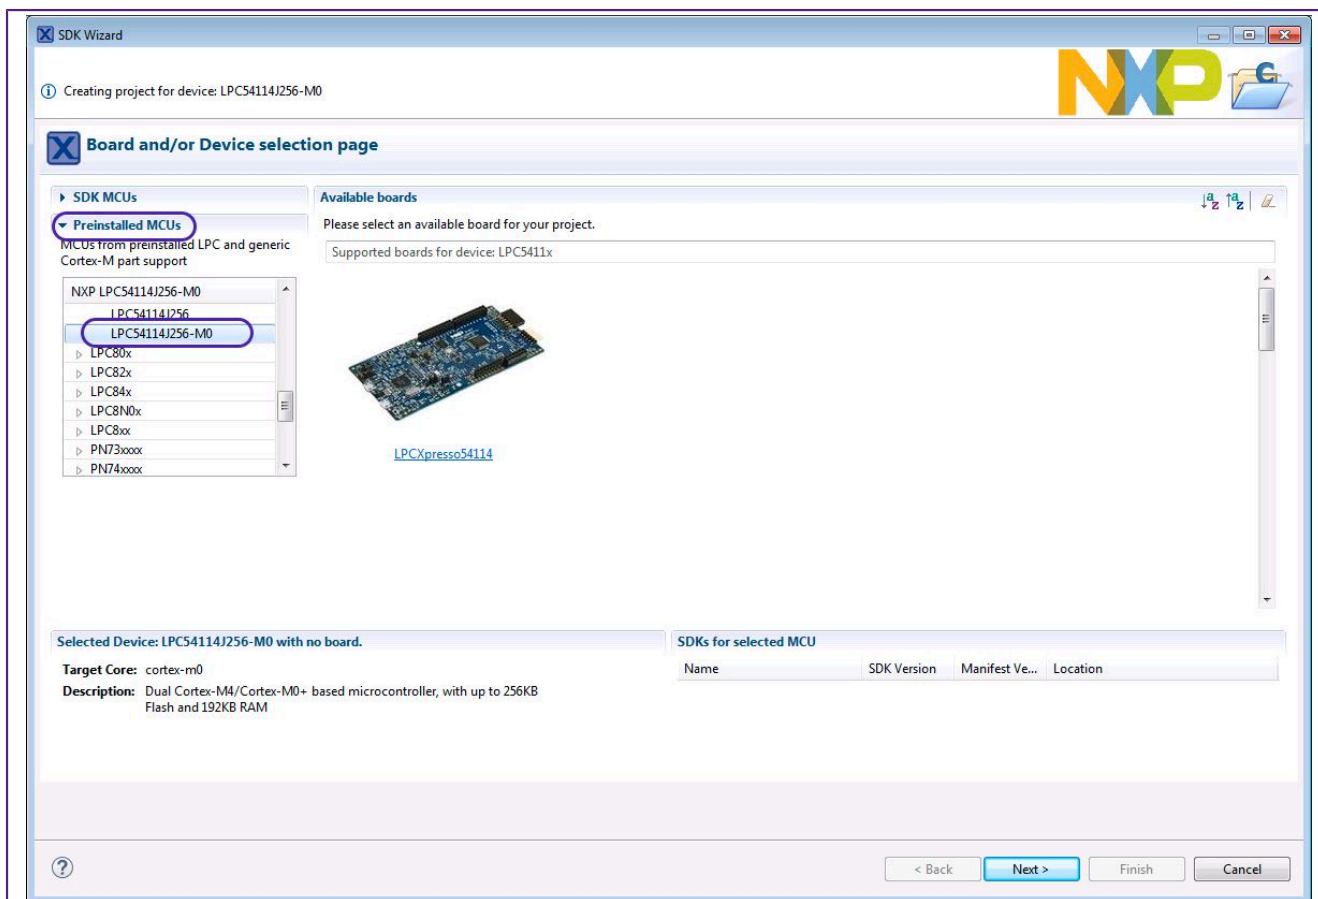 SDK Wizard
Creating project for device: LPC54114J256-M0
NXP
C
Board and/or Device selection page
SDK MCUs
Preinstalled MCUs
MCUs from preinstalled LPC and generic
Cortex-M part support
NXP LPC54114J256-M0
LPC54114J256
LPC54114J256-M0
LPC80x
LPC82x
LPC84x
LPC8N0x
LPC8xx
PN73xxxx
PN74xxxx
Available boards
Please select an available board for your project.
Supported boards for device: LPC5411x
LPCXpresso54114
Selected Device: LPC54114J256-M0 with no board.
Target Core: cortex-m0
Description: Dual Cortex-M4/Cortex-M0+ based microcontroller, with up to 256KB
Flash and 192KB RAM
SDKs for selected MCU
Name SDK Version Manifest Ve... Location
< Back Next > Finish Cancel